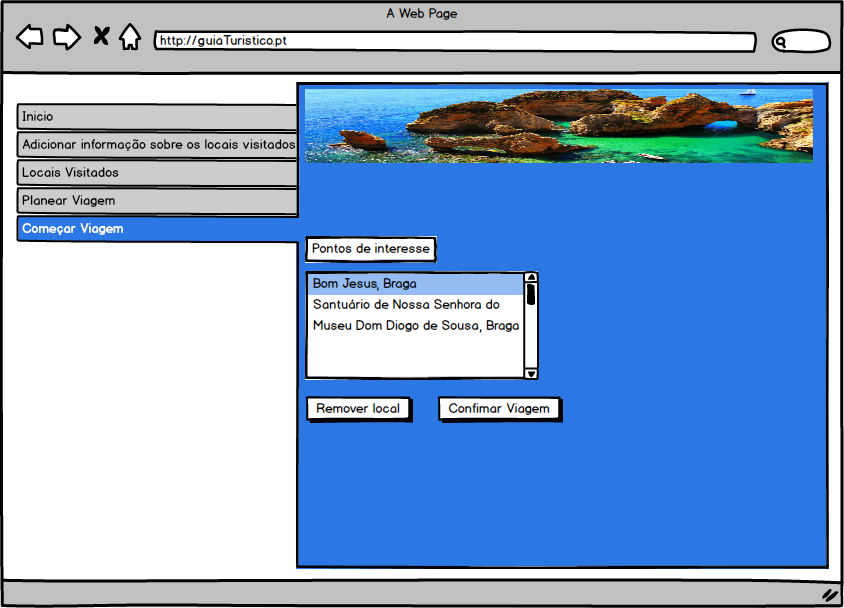 A Web Page
http://guiaTuristico.pt
Inicio
Adicionar informação sobre os locais visitados
Locais Visitados
Planear Viagem
Começar Viagem
Pontos de interesse
Bom Jesus, Braga
Santuário de Nossa Senhora do
Museu Dom Diogo de Sousa, Braga
Remover local
Confimar Viagem